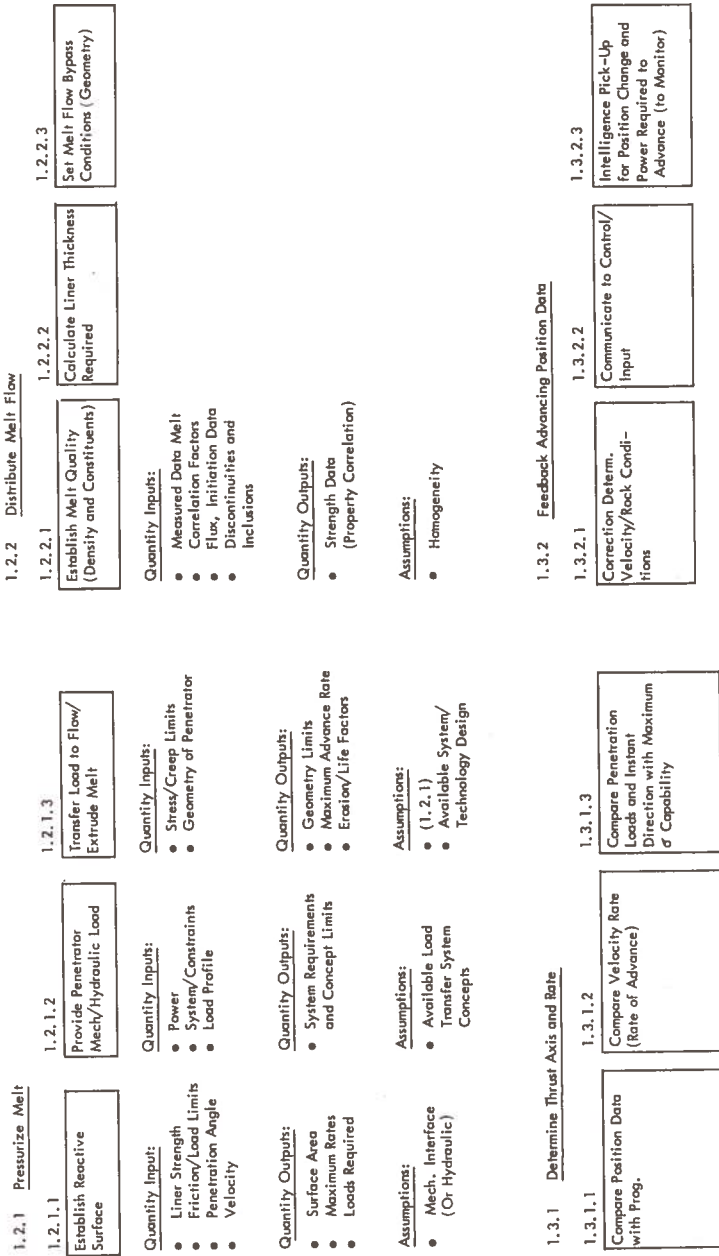 1.2.1 Pressurize Melt
1.2.1.1
Establish Reactive
Surface
Quantity Input:
• Liner Strength
• Friction/Load Limits
• Penetration Angle
• Velocity
Quantity Outputs:
• Surface Area
• Maximum Rates
• Loads Required
Assumptions:
• Mech. Interface
(Or Hydraulic)
1.2.1.2
Provide Penetrator
Mech/Hydraulic Load
Quantity Inputs:
• Power
• System/Constraints
• Load Profile
Quantity Outputs:
• System Requirements
and Concept Limits
Assumptions:
• Available Load
Transfer System
Concepts
1.2.1.3
Transfer Load to Flow/
Extrude Melt
Quantity Inputs:
• Stress/Creep Limits
• Geometry of Penetrator
Quantity Outputs:
• Geometry Limits
• Maximum Advance Rate
• Erosion/Life Factors
Assumptions:
• (1.2.1)
• Available System/
Technology Design
1.2.2 Distribute Melt Flow
1.2.2.1
Establish Melt Quality
(Density and Constituents)
Quantity Inputs:
• Measured Data Melt
• Correlation Factors
• Flux, Initiation Data
• Discontinuities and
Inclusions
Quantity Outputs:
• Strength Data
(Property Correlation)
Assumptions:
• Homogeneity
1.2.2.2
Calculate Liner Thickness
Required
1.2.2.3
Set Melt Flow Bypass
Conditions (Geometry)
1.3.1 Determine Thrust Axis and Rate
1.3.1.1
Compare Position Data
with Prog.
1.3.1.2
Compare Velocity Rate
(Rate of Advance)
1.3.1.3
Compare Penetration
Loads and Instant
Direction with Maximum
σ Capability
1.3.2 Feedback Advancing Position Data
1.3.2.1
Correction Determ.
Velocity/Rock Condi-
tions
1.3.2.2
Communicate to Control/
Input
1.3.2.3
Intelligence Pick-Up
for Position Change and
Power Required to
Advance (to Monitor)